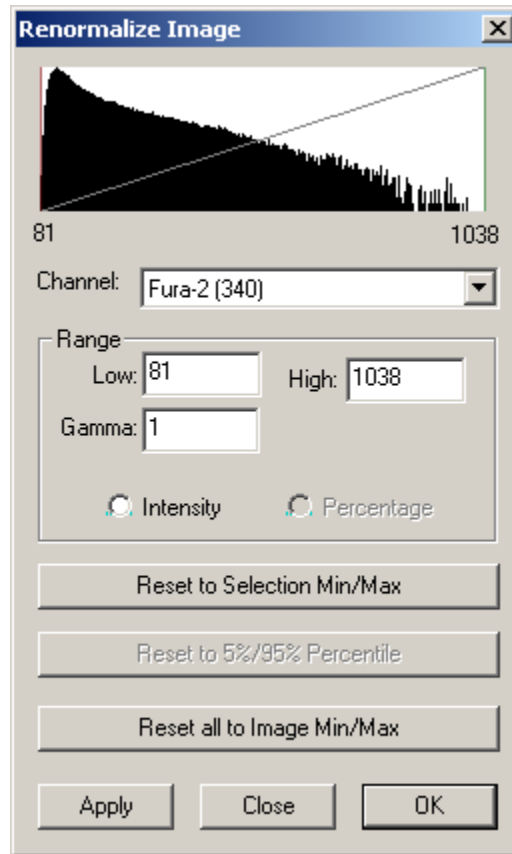 Renormalize Image
81 1038
Channel: Fura-2 (340)
Range
Low: 81 High: 1038
Gamma: 1
Intensity Percentage
Reset to Selection Min/Max
Reset to 5%/95% Percentile
Reset all to Image Min/Max
Apply Close OK